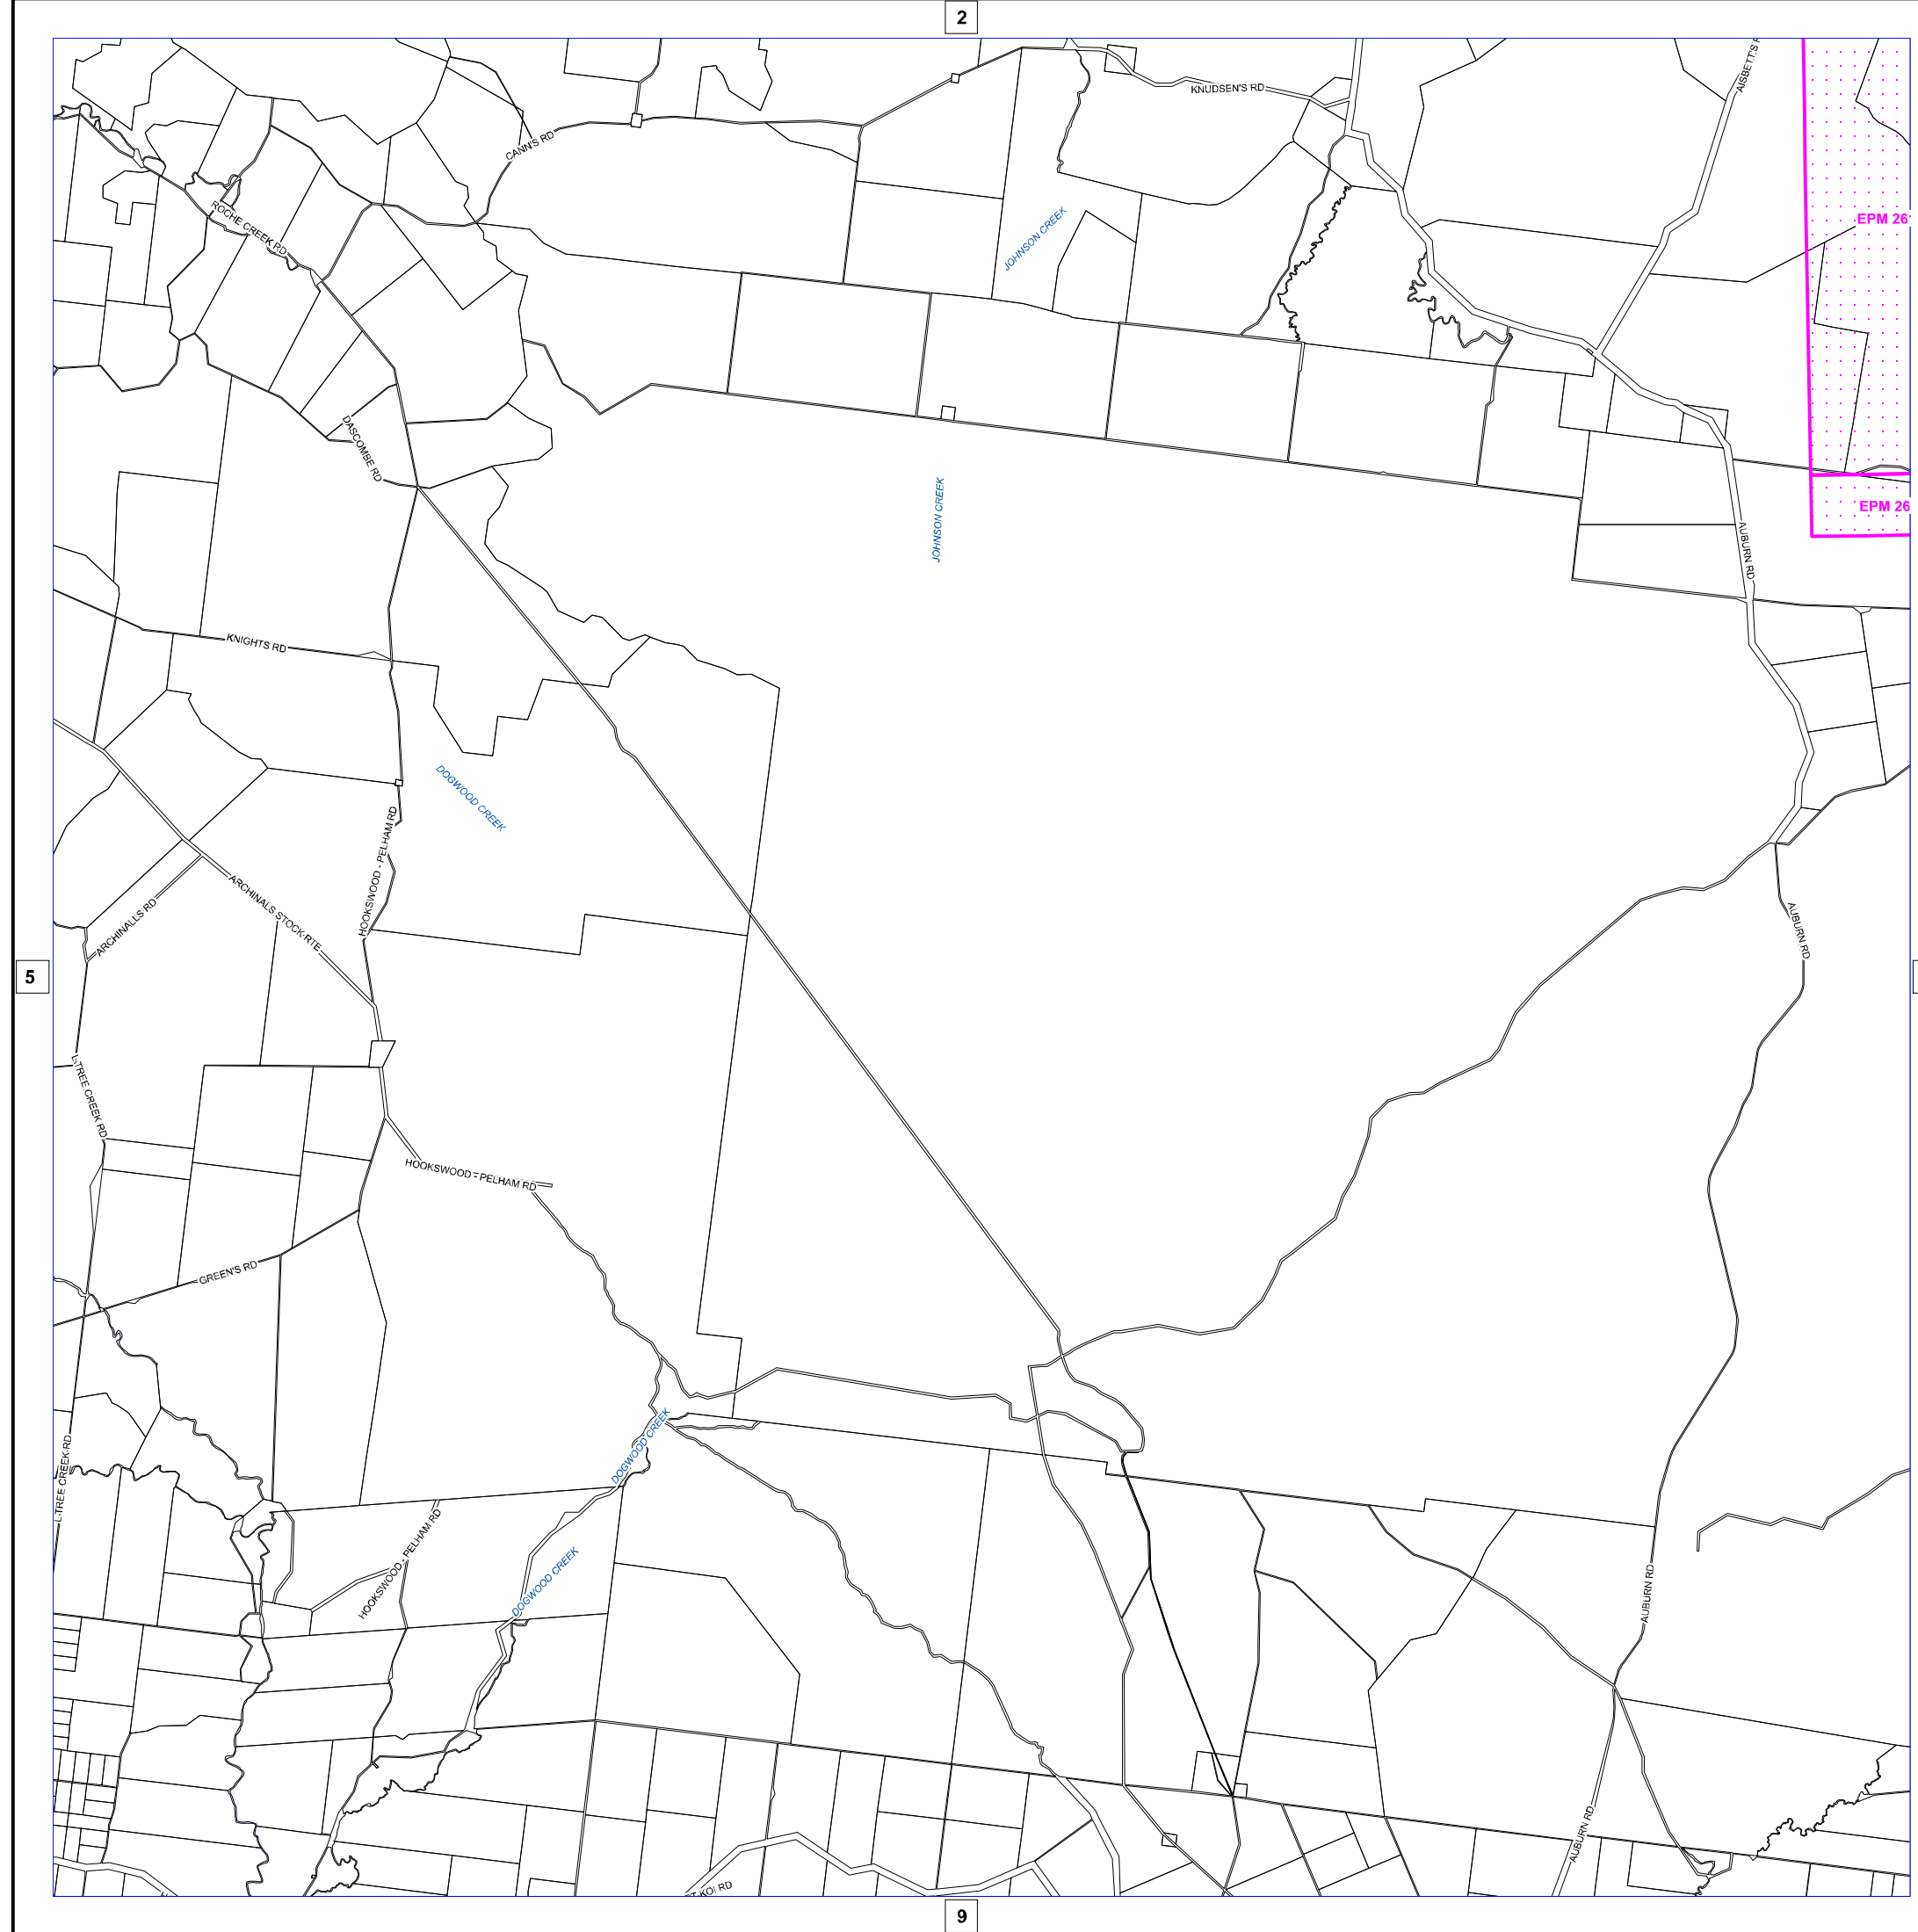 2
AISBETT'S
KNUDSEN'S RD
CANN'S RD
ROCHE CREEK RD
JOHNSON CREEK
EPM 26
DASCOMBE RD
JOHNSON CREEK
EPM 26
AUBURN RD
KNIGHTS RD
DOGWOOD CREEK
HOOKSWOOD - PELHAM RD
ARCHINALS STOCK RTE
ARCHINALLS RD
AUBURN RD
5
L TREE CREEK RD
HOOKSWOOD - PELHAM RD
GREEN'S RD
DOGWOOD CREEK
L TREE CREEK RD
HOOKSWOOD - PELHAM RD
DOGWOOD CREEK
AUBURN RD
AUBURN RD
KOI RD
9